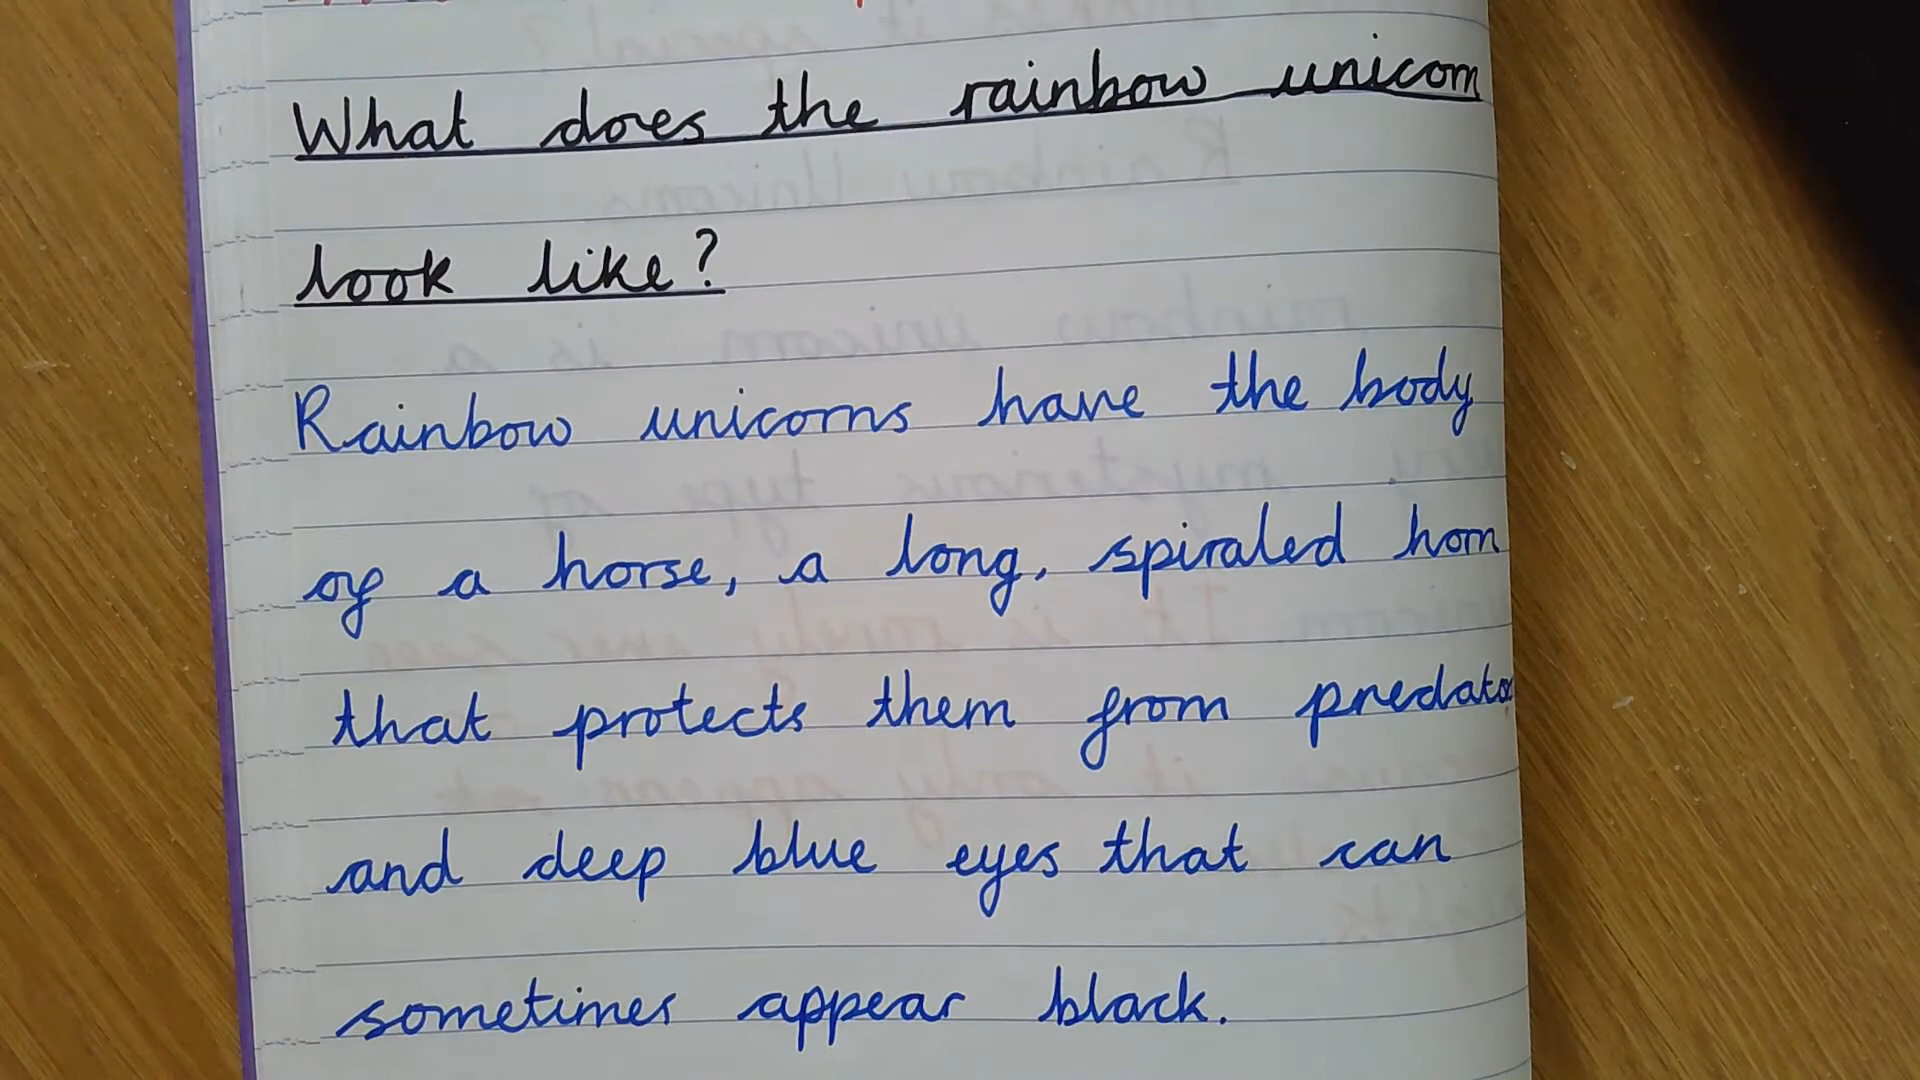 What does the rainbow unicorn
look like?
Rainbow unicorns have the body
of a horse, a long, spiraled horn
that protects them from predator
and deep blue eyes that can
sometimes appear black.